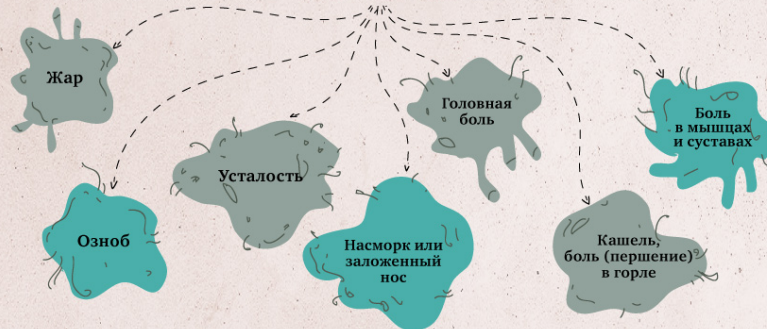 Жар
Головная
боль
Боль
в мышцах
и суставах
Усталость
Озноб
Насморк или
заложенный
нос
Кашель,
боль (першение)
в горле